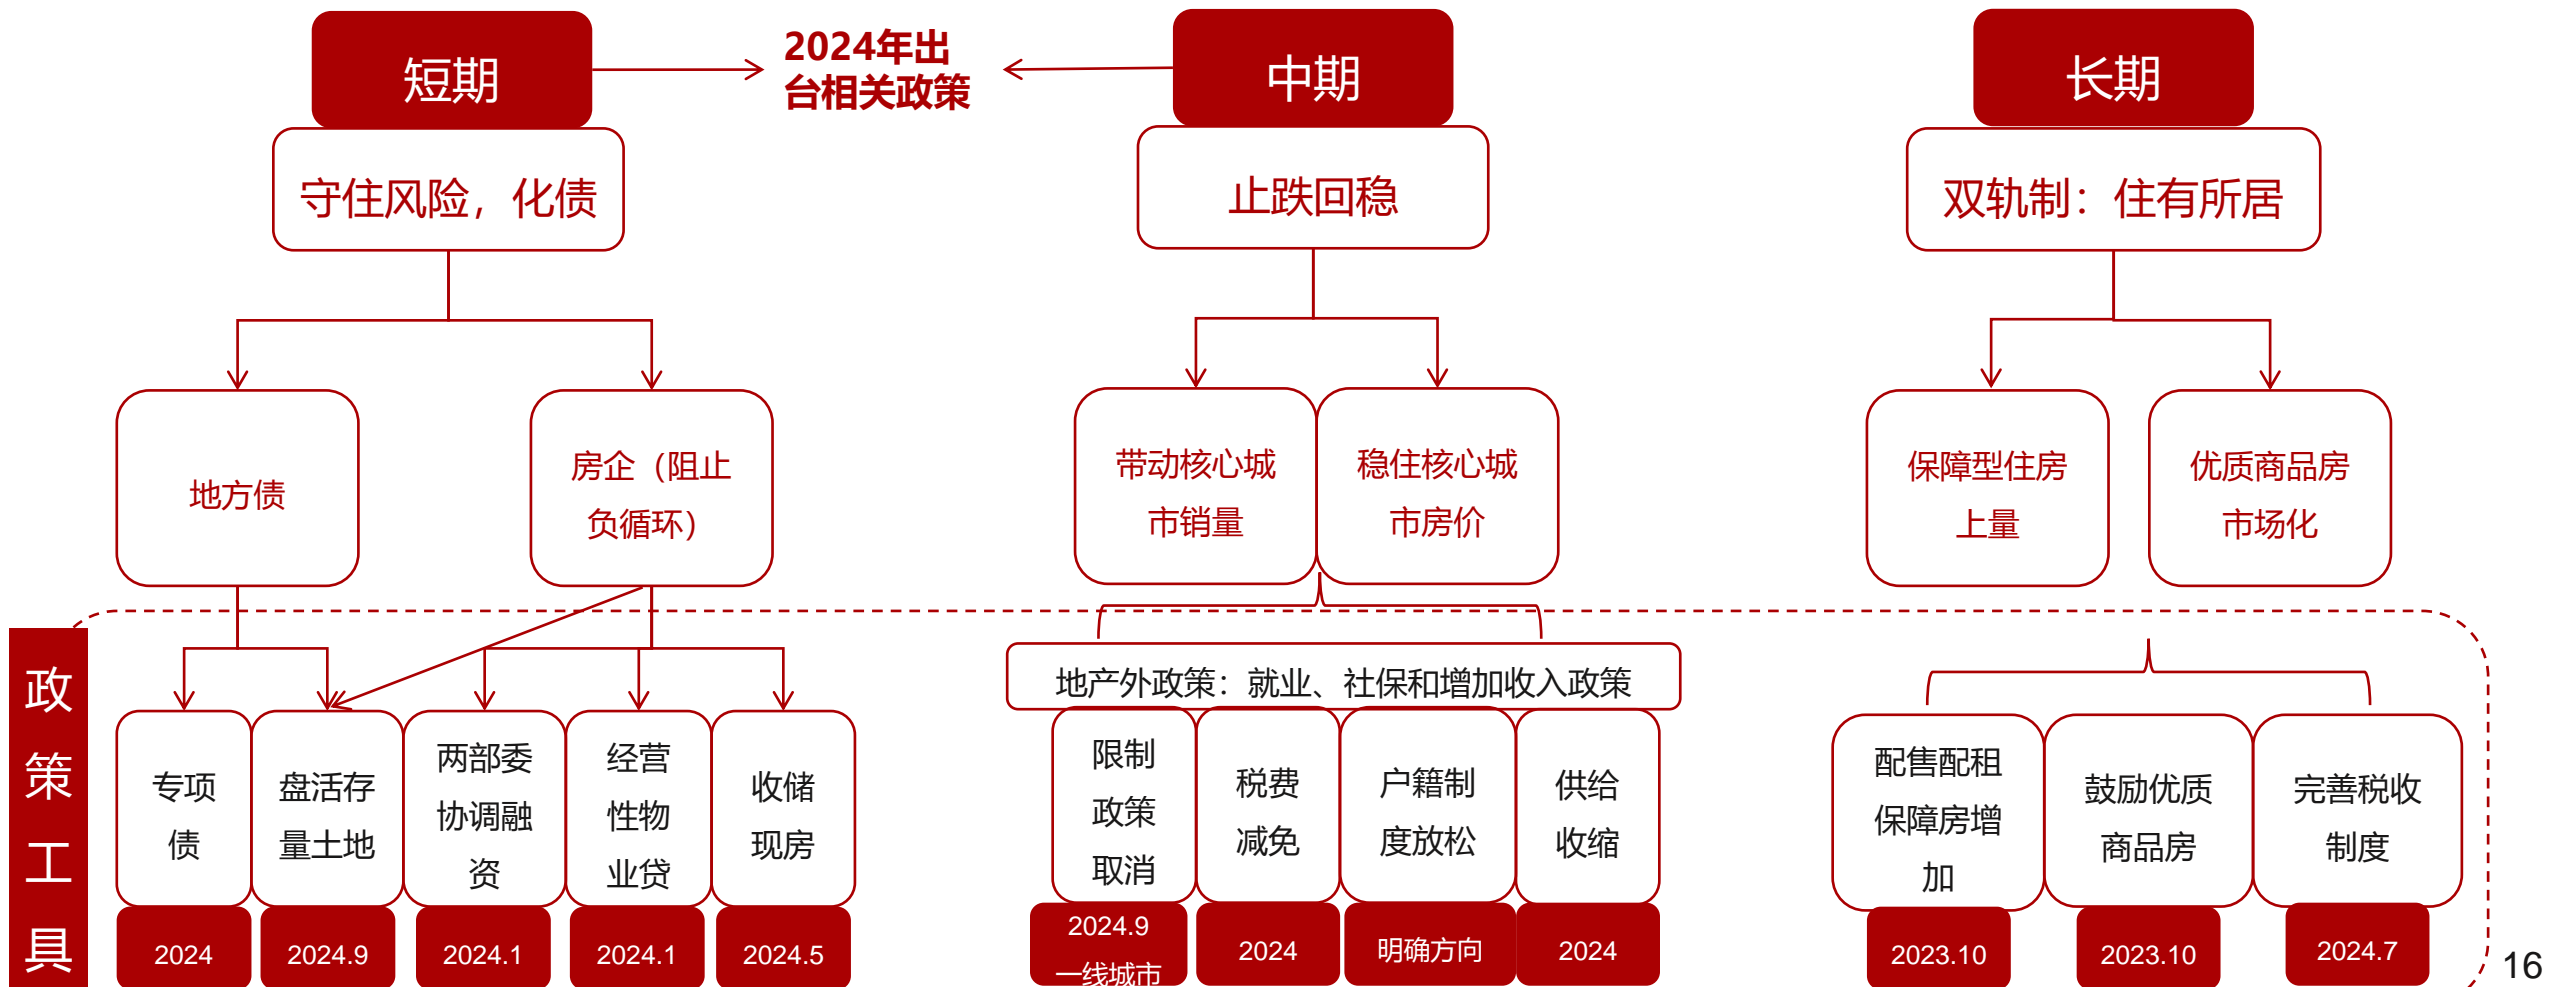 短期
2024年出
台相关政策
中期
长期
守住风险，化债
止跌回稳
双轨制：住有所居
地方债
房企（阻止
负循环）
带动核心城
市销量
稳住核心城
市房价
保障型住房
上量
优质商品房
市场化
政
策
工
具
地产外政策：就业、社保和增加收入政策
专项
债
盘活存
量土地
两部委
协调融
资
经营
性物
业贷
收储
现房
限制
政策
取消
税费
减免
户籍制
度放松
供给
收缩
配售配租
保障房增
加
鼓励优质
商品房
完善税收
制度
2024
2024.9
2024.1
2024.1
2024.5
2024.9
一线城市
2024
明确方向
2024
2023.10
2023.10
2024.7
16